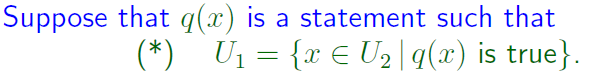 Suppose that q(x) is a statement such that
(*) U₁ = {x ∈ U₂ | q(x) is true}.